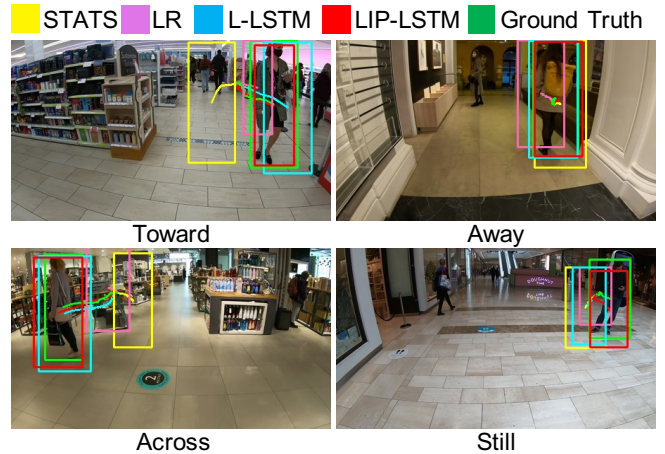 STATS LR L-LSTM LIP-LSTM Ground Truth
Toward
Away
Across
Still